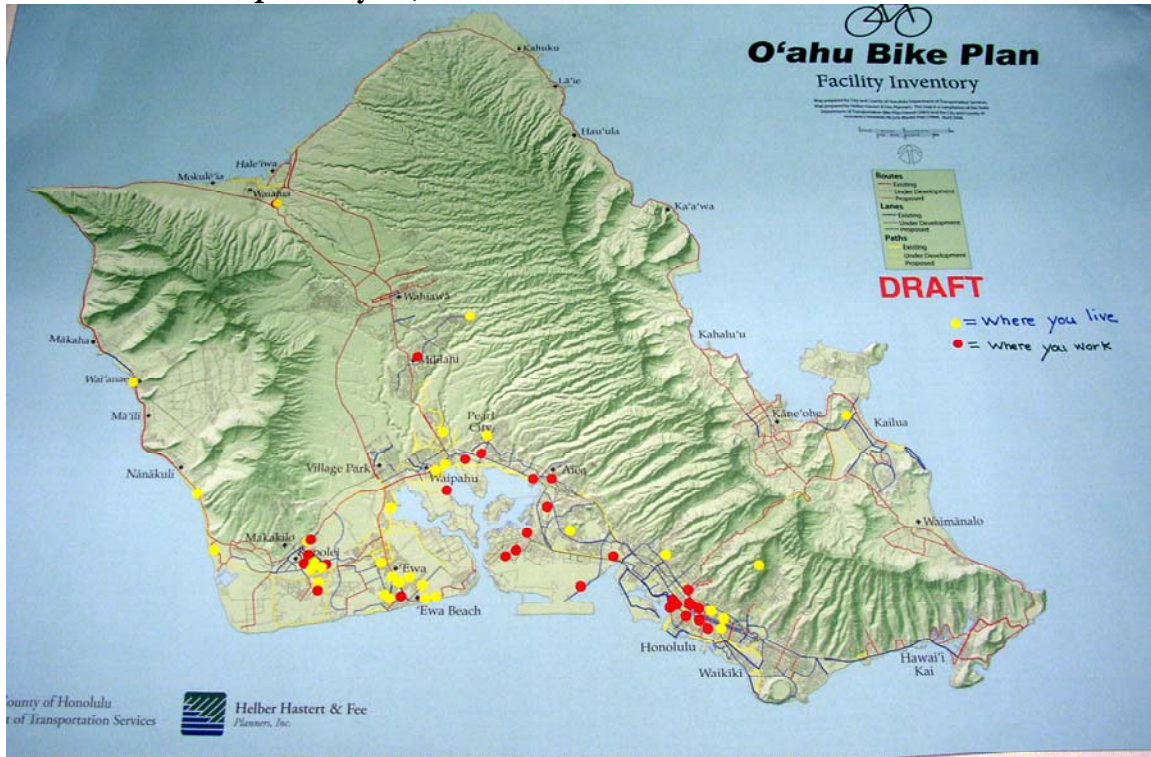 O‘ahu Bike Plan
Facility Inventory
Routes
Existing
Under Development
Proposed
Lanes
Existing
Under Development
Proposed
Paths
Existing
Under Development
Proposed
DRAFT
= where you live
= where you work
Kahuku
Lā‘ie
Hau‘ula
Hale‘iwa
Mokulē‘ia
Waialua
Ka‘a‘wa
Wahiawā
Mililani
Kahalu‘u
Mākaha
Wai‘anae
Mā‘ili
Kāne‘ohe
Kailua
Pearl
City
Nānākuli
Village Park
Waipahu
Aiea
Waimānalo
Makakilo
‘Ewa
‘Ewa Beach
Honolulu
Waikīkī
Hawai‘i
Kai
County of Honolulu
t of Transportation Services
Helber Hastert & Fee
Planners, Inc.